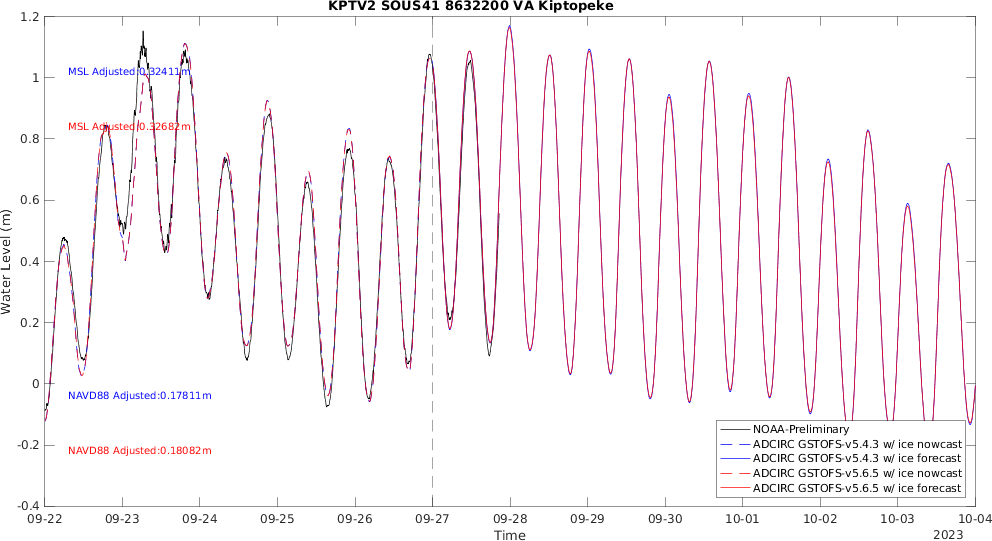 KPTV2 SOUS41 8632200 VA Kiptopeke
1.2
1
0.8
0.6
0.4
0.2
0
-0.2
-0.4
Water Level (m)
MSL Adjusted:0.32411m
MSL Adjusted:0.32682m
NAVD88 Adjusted:0.17811m
NAVD88 Adjusted:0.18082m
NOAA-Preliminary
ADCIRC GSTOFS-v5.4.3 w/ ice nowcast
ADCIRC GSTOFS-v5.4.3 w/ ice forecast
ADCIRC GSTOFS-v5.6.5 w/ ice nowcast
ADCIRC GSTOFS-v5.6.5 w/ ice forecast
09-22 09-23 09-24 09-25 09-26 09-27 09-28 09-29 09-30 10-01 10-02 10-03 10-04
Time
2023